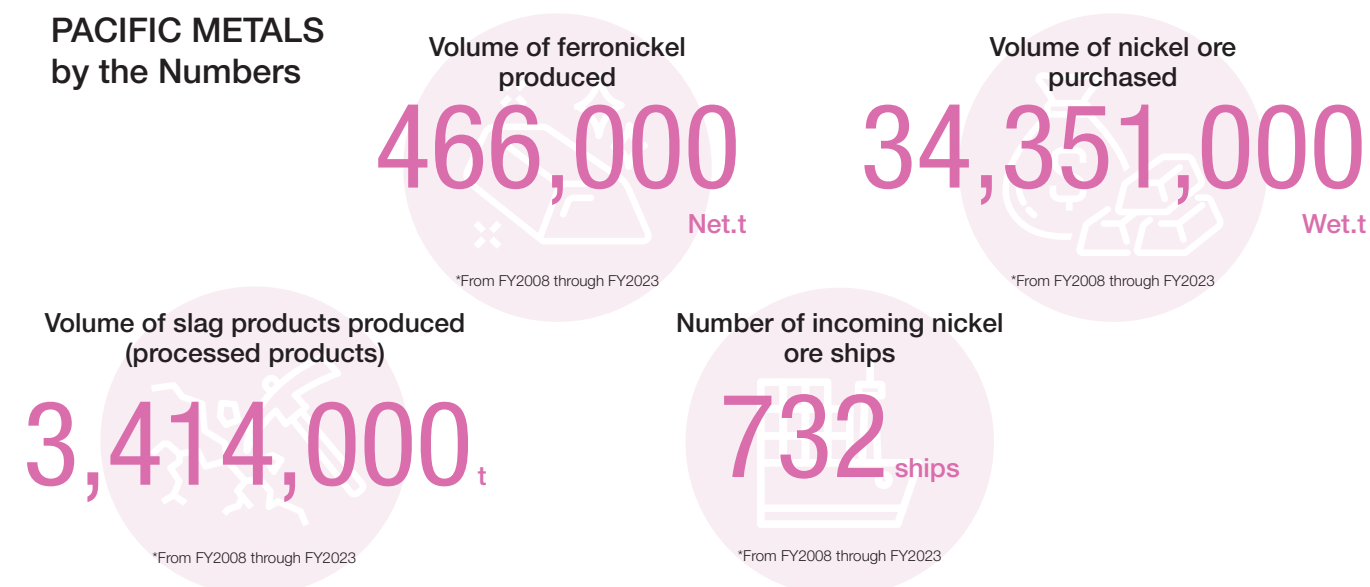 PACIFIC METALS
by the Numbers
Volume of ferronickel
produced
466,000
Net.t
*From FY2008 through FY2023
Volume of nickel ore
purchased
34,351,000
Wet.t
*From FY2008 through FY2023
Volume of slag products produced
(processed products)
3,414,000 t
*From FY2008 through FY2023
Number of incoming nickel
ore ships
732 ships
*From FY2008 through FY2023